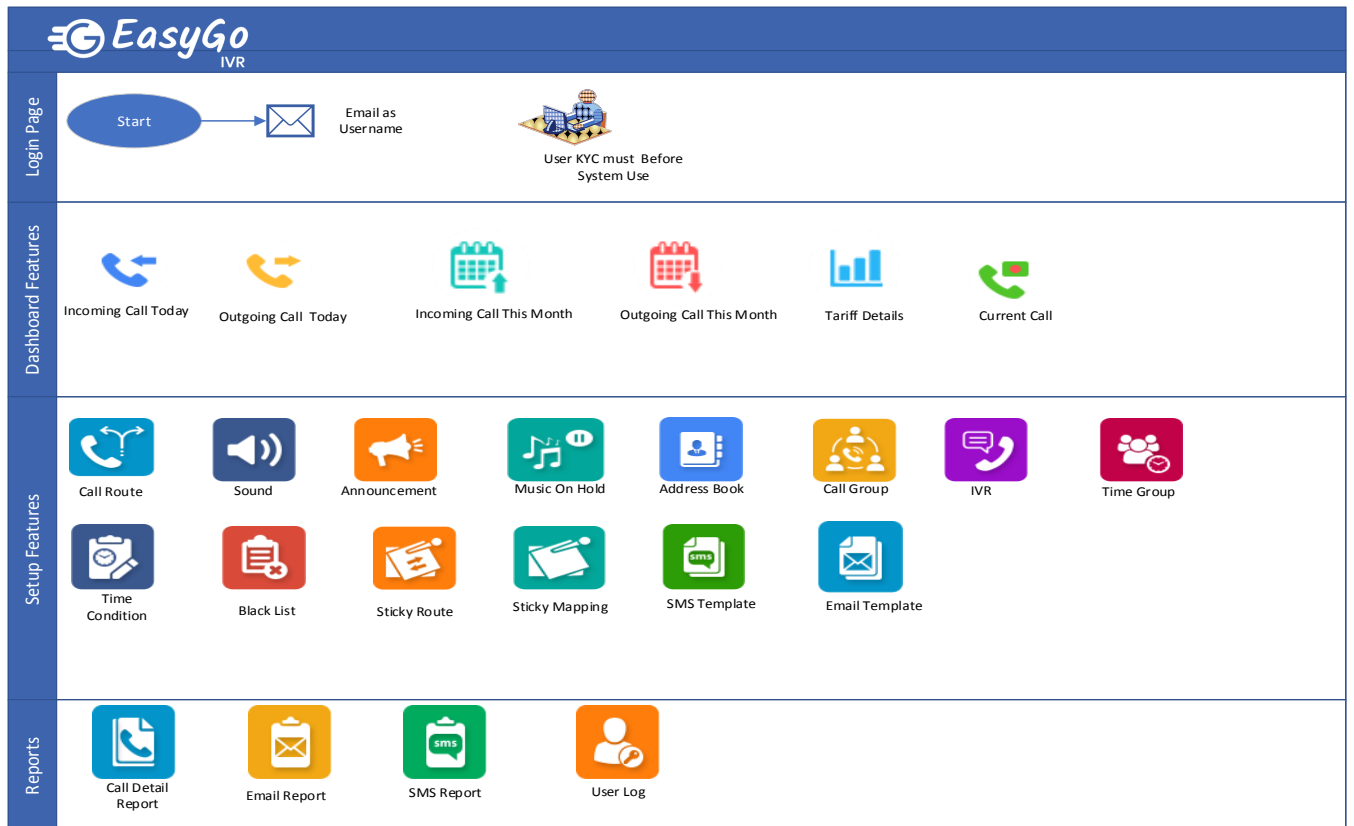 EasyGo
IVR
Login Page
Start
Email as
Username
User KYC must Before
System Use
Dashboard Features
Incoming Call Today
Outgoing Call Today
Incoming Call This Month
Outgoing Call This Month
Tariff Details
Current Call
Setup Features
Call Route
Sound
Announcement
Music On Hold
Address Book
Call Group
IVR
Time Group
Time
Condition
Black List
Sticky Route
Sticky Mapping
sms
SMS Template
Email Template
Reports
Call Detail
Report
Email Report
sms
SMS Report
User Log